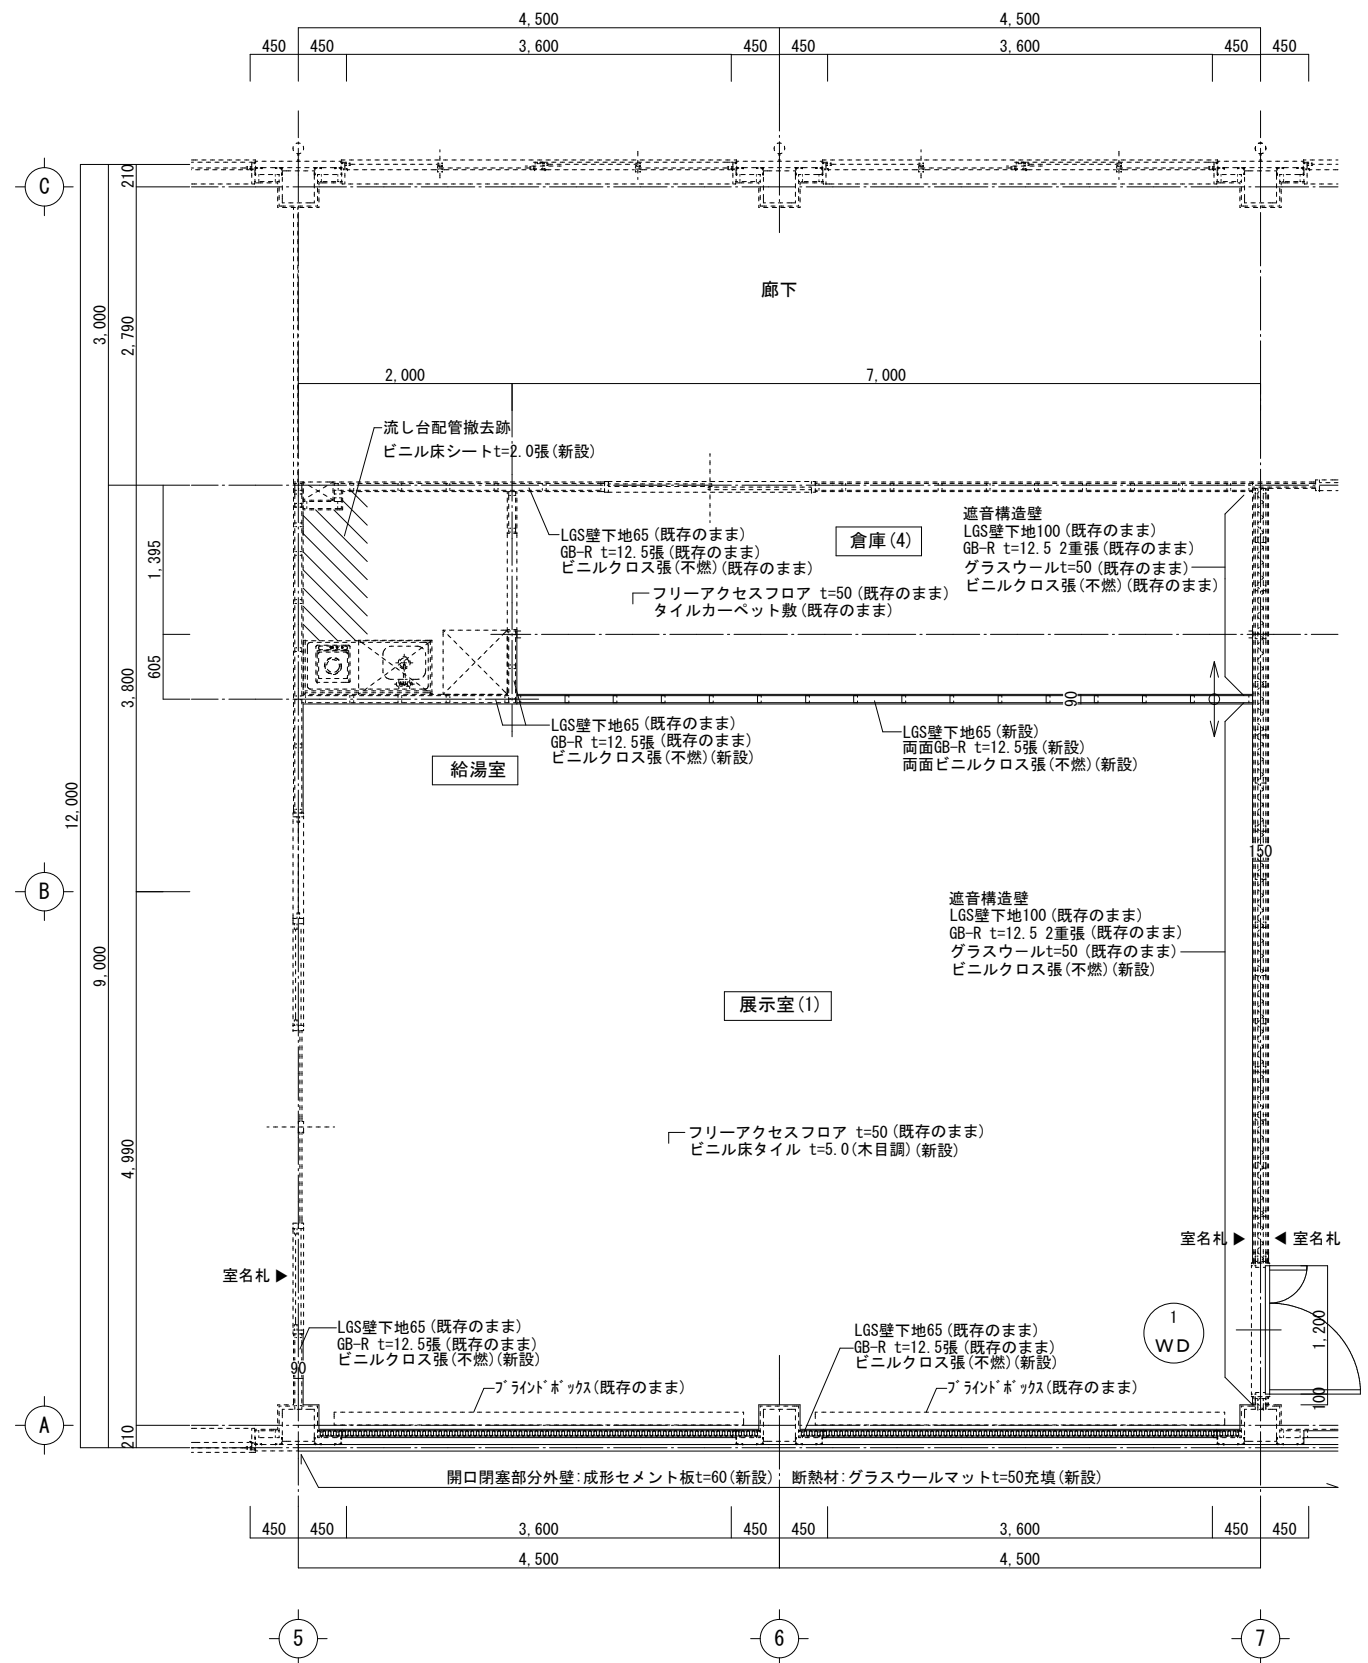 4,500 4,500
450 450 3,600 450 450 3,600 450 450
C
210
廊下
3,000
2,790
2,000 7,000
流し台配管撤去跡
ビニル床シートt=2.0張(新設)
LGS壁下地65(既存のまま)
GB-R t=12.5張(既存のまま)
ビニルクロス張(不燃)(既存のまま)
倉庫(4)
遮音構造壁
LGS壁下地100(既存のまま)
GB-R t=12.5 2重張(既存のまま)
グラスウールt=50(既存のまま)
ビニルクロス張(不燃)(既存のまま)
1,395
フリーアクセスフロア t=50(既存のまま)
タイルカーペット敷(既存のまま)
605
3,800
90
LGS壁下地65(既存のまま)
GB-R t=12.5張(既存のまま)
ビニルクロス張(不燃)(新設)
LGS壁下地65(新設)
両面GB-R t=12.5張(新設)
両面ビニルクロス張(不燃)(新設)
給湯室
12,000
150
B
遮音構造壁
LGS壁下地100(既存のまま)
GB-R t=12.5 2重張(既存のまま)
グラスウールt=50(既存のまま)
ビニルクロス張(不燃)(新設)
9,000
展示室(1)
フリーアクセスフロア t=50(既存のまま)
ビニル床タイル t=5.0(木目調)(新設)
4,990
室名札▶ ◀室名札
室名札▶
LGS壁下地65(既存のまま)
GB-R t=12.5張(既存のまま)
ビニルクロス張(不燃)(新設)
90
LGS壁下地65(既存のまま)
GB-R t=12.5張(既存のまま)
ビニルクロス張(不燃)(新設)
1
WD
1,200
100
ブラインドボックス(既存のまま) ブラインドボックス(既存のまま)
A
210
開口閉塞部分外壁:成形セメント板t=60(新設) 断熱材:グラスウールマットt=50充填(新設)
450 450 3,600 450 450 3,600 450 450
4,500 4,500
5 6 7